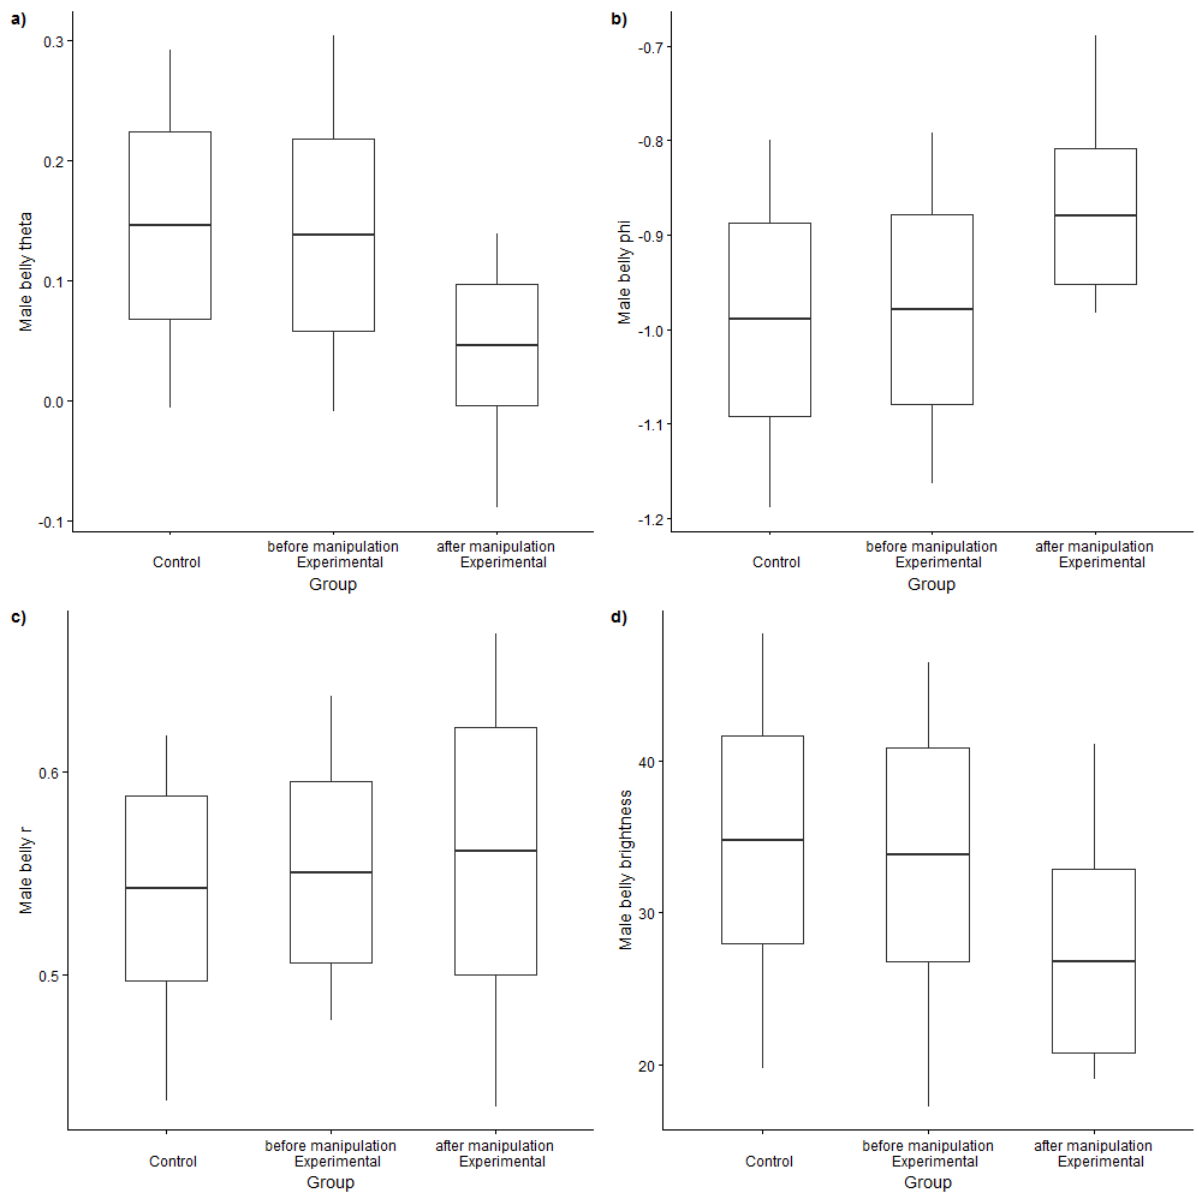 a)
0.3
0.2
0.1
0.0
-0.1
Male belly theta
Control
before manipulation
Experimental
after manipulation
Experimental
Group
b)
-0.7
-0.8
-0.9
-1.0
-1.1
-1.2
Male belly phi
Control
before manipulation
Experimental
after manipulation
Experimental
Group
c)
0.6
0.5
Male belly r
Control
before manipulation
Experimental
after manipulation
Experimental
Group
d)
40
30
20
Male belly brightness
Control
before manipulation
Experimental
after manipulation
Experimental
Group